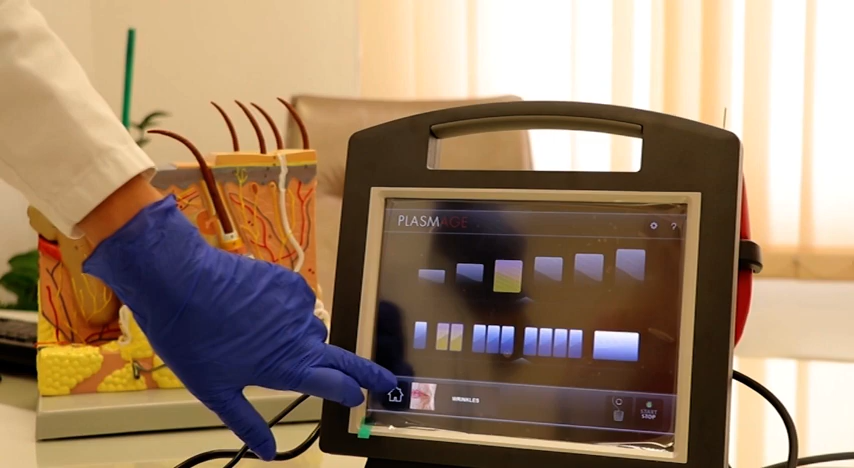 PLASMAGE
?
WRINKLES
START
STOP